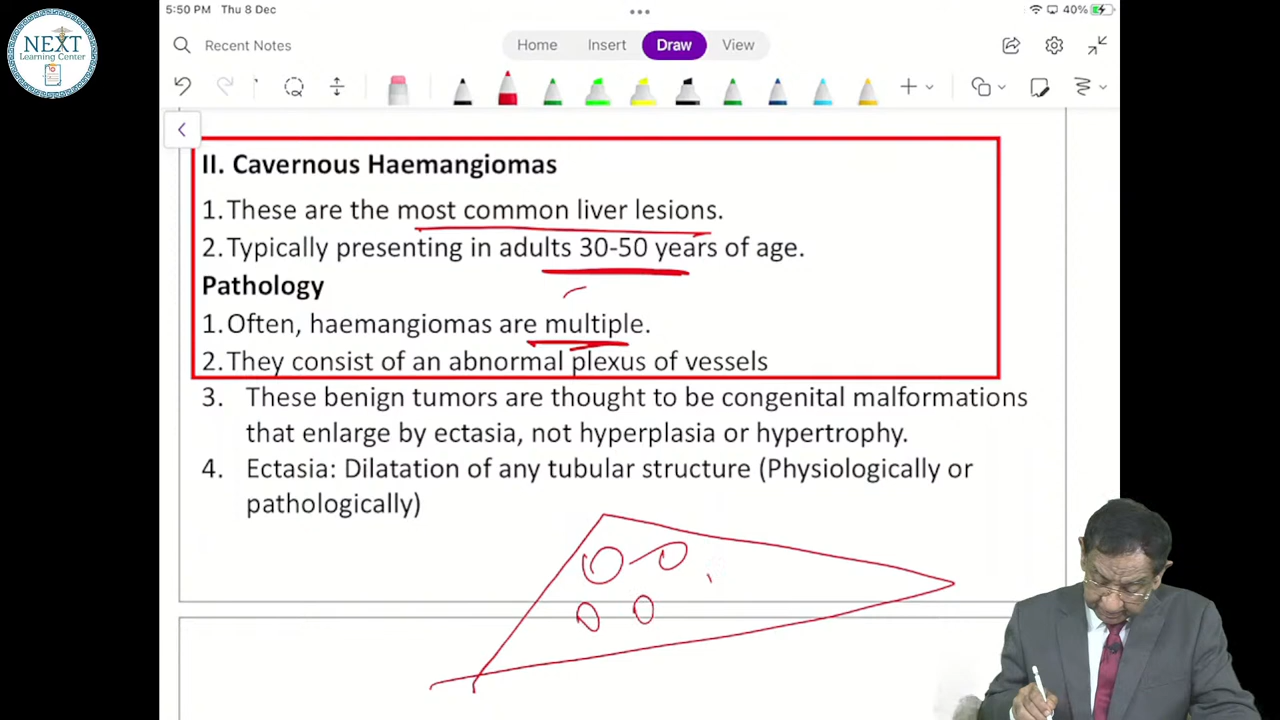 5:50 PM Thu 8 Dec
40%
NEXT
Learning Center
Recent Notes
Home Insert Draw View
II. Cavernous Haemangiomas
1. These are the most common liver lesions.
2. Typically presenting in adults 30-50 years of age.
Pathology
1. Often, haemangiomas are multiple.
2. They consist of an abnormal plexus of vessels
3. These benign tumors are thought to be congenital malformations
that enlarge by ectasia, not hyperplasia or hypertrophy.
4. Ectasia: Dilatation of any tubular structure (Physiologically or
pathologically)